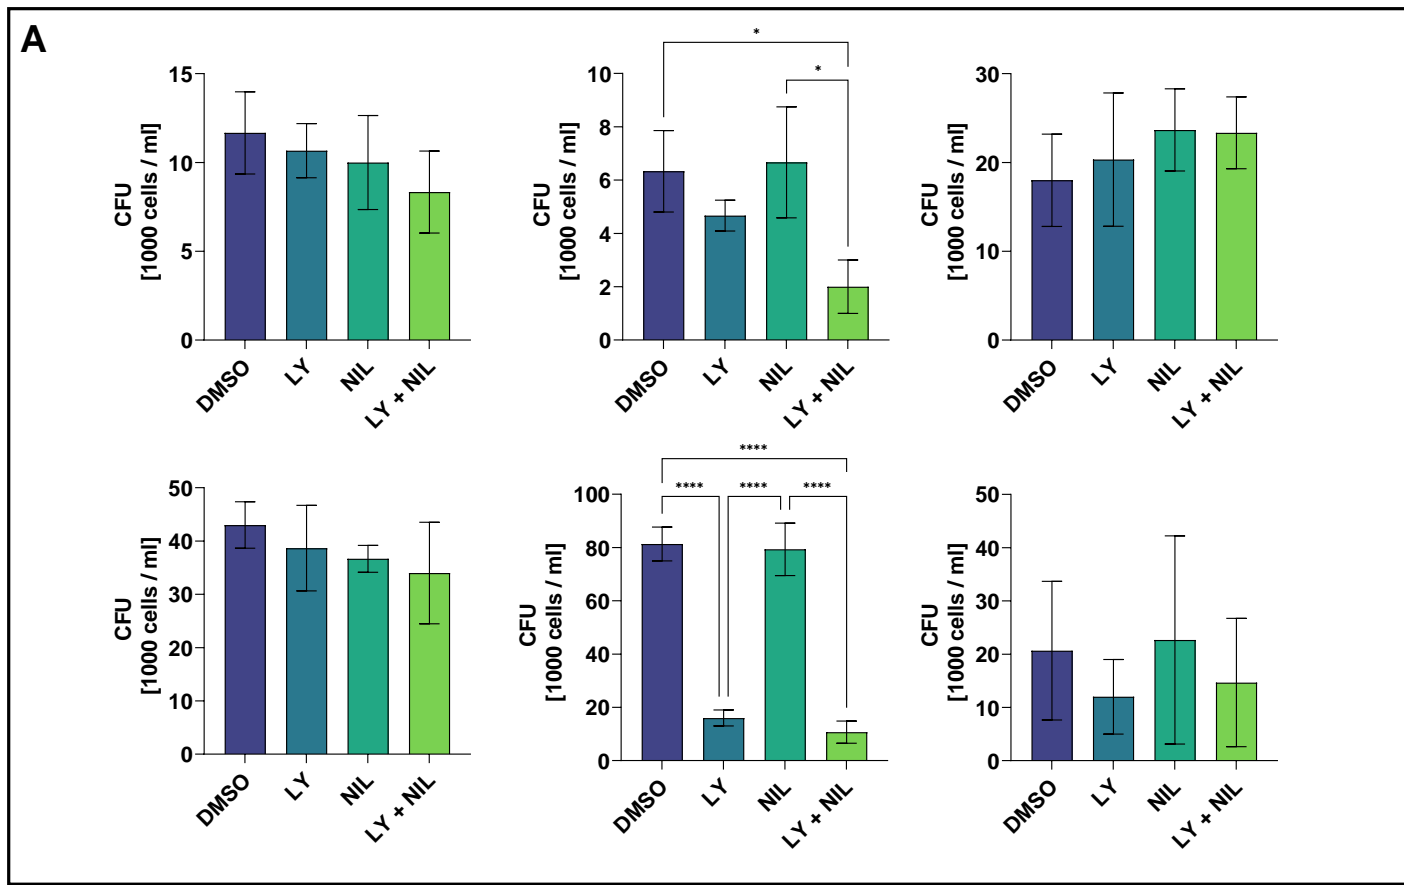 A
CFU
[1000 cells / ml]
15
10
5
0
DMSO
LY
NIL
LY + NIL
*
*
CFU
[1000 cells / ml]
10
8
6
4
2
0
DMSO
LY
NIL
LY + NIL
CFU
[1000 cells / ml]
30
20
10
0
DMSO
LY
NIL
LY + NIL
CFU
[1000 cells / ml]
50
40
30
20
10
0
DMSO
LY
NIL
LY + NIL
****
**** **** ****
CFU
[1000 cells / ml]
100
80
60
40
20
0
DMSO
LY
NIL
LY + NIL
CFU
[1000 cells / ml]
50
40
30
20
10
0
DMSO
LY
NIL
LY + NIL